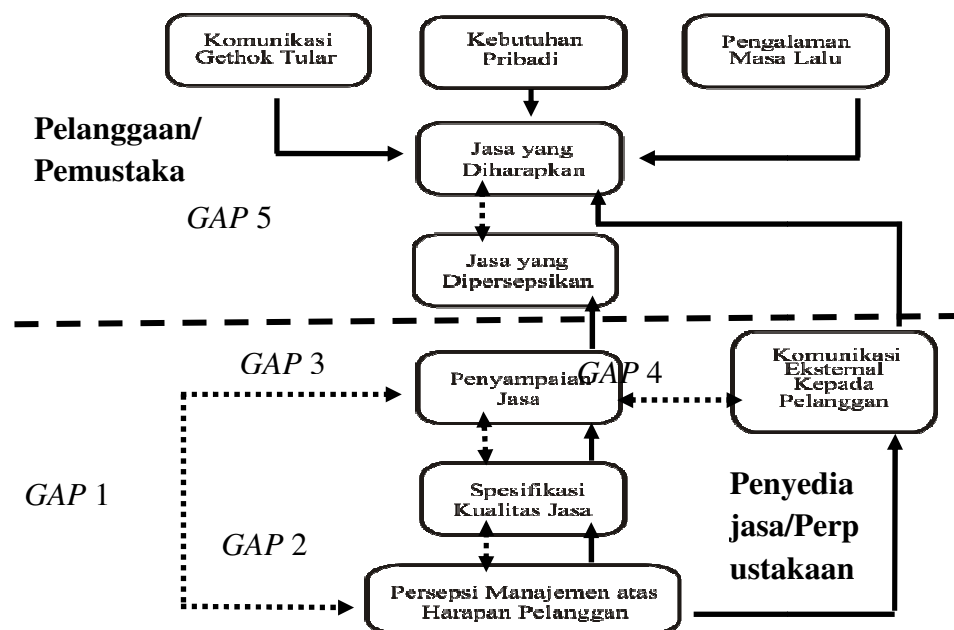 Komunikasi
Gethok Tular
Kebutuhan
Pribadi
Pengalaman
Masa Lalu
Pelanggaan/
Pemustaka
Jasa yang
Diharapkan
GAP 5
Jasa yang
Dipersepsikan
GAP 3
Penyampaian
Jasa
GAP 4
Komunikasi
Eksternal
Kepada
Pelanggan
GAP 1
Spesifikasi
Kualitas Jasa
Penyedia
jasa/Perp
ustakaan
GAP 2
Persepsi Manajemen atas
Harapan Pelanggan